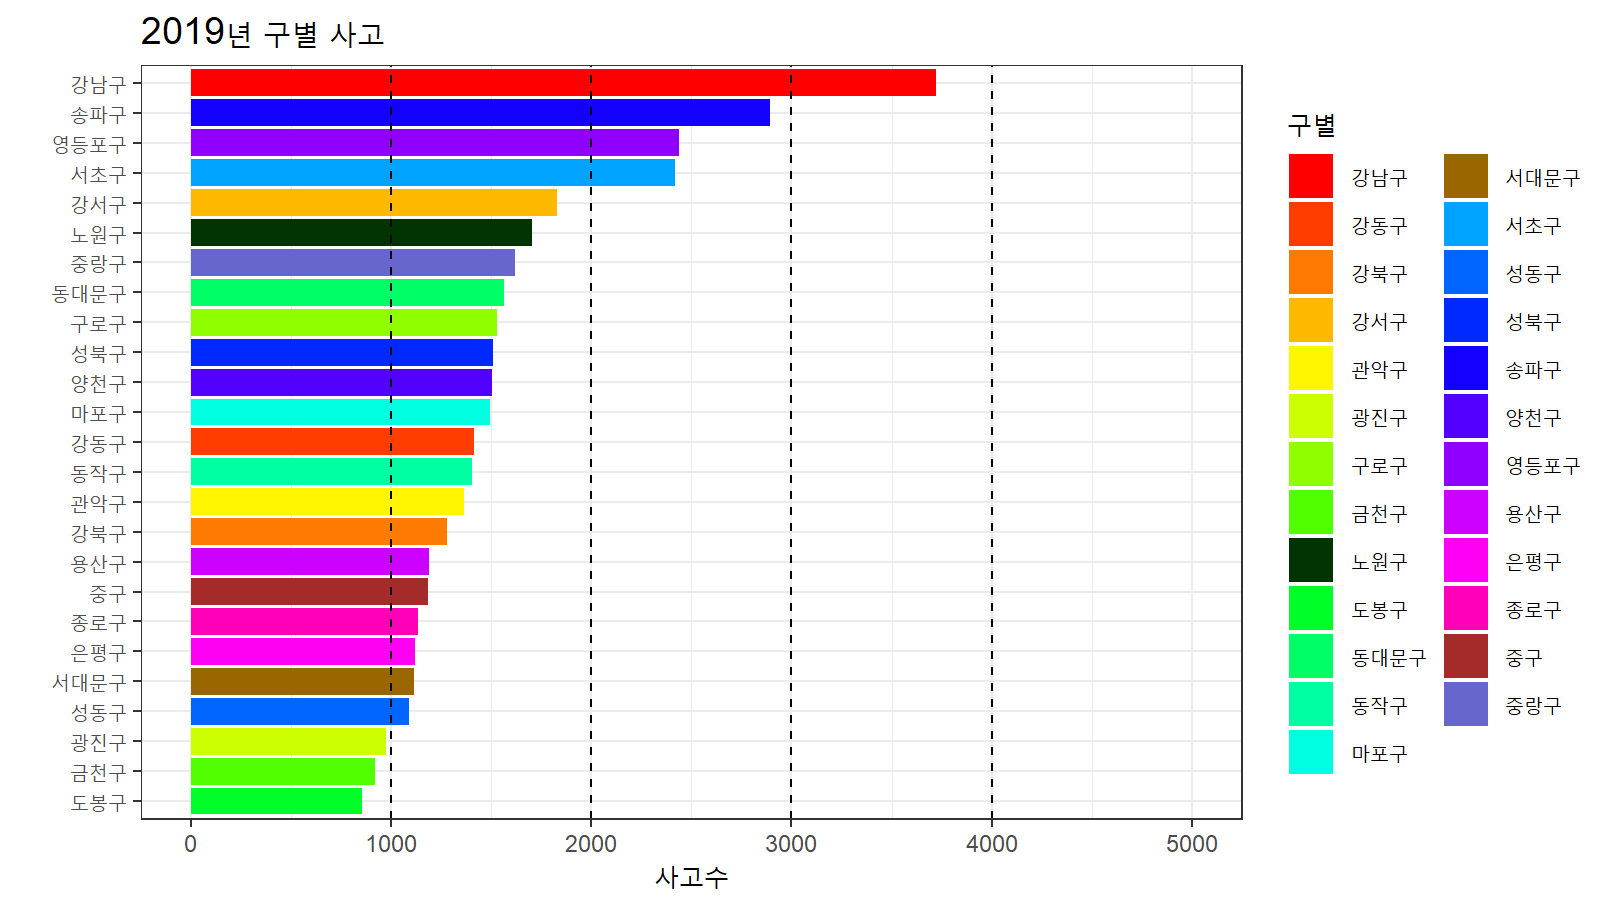 2019년 구별 사고
강남구
송파구
영등포구
서초구
강서구
노원구
중랑구
동대문구
구로구
성북구
양천구
마포구
강동구
동작구
관악구
강북구
용산구
중구
종로구
은평구
서대문구
성동구
광진구
금천구
도봉구
0 1000 2000 3000 4000 5000
사고수
구별
강남구
강동구
강북구
강서구
관악구
광진구
구로구
금천구
노원구
도봉구
동대문구
동작구
마포구
서대문구
서초구
성동구
성북구
송파구
양천구
영등포구
용산구
은평구
종로구
중구
중랑구